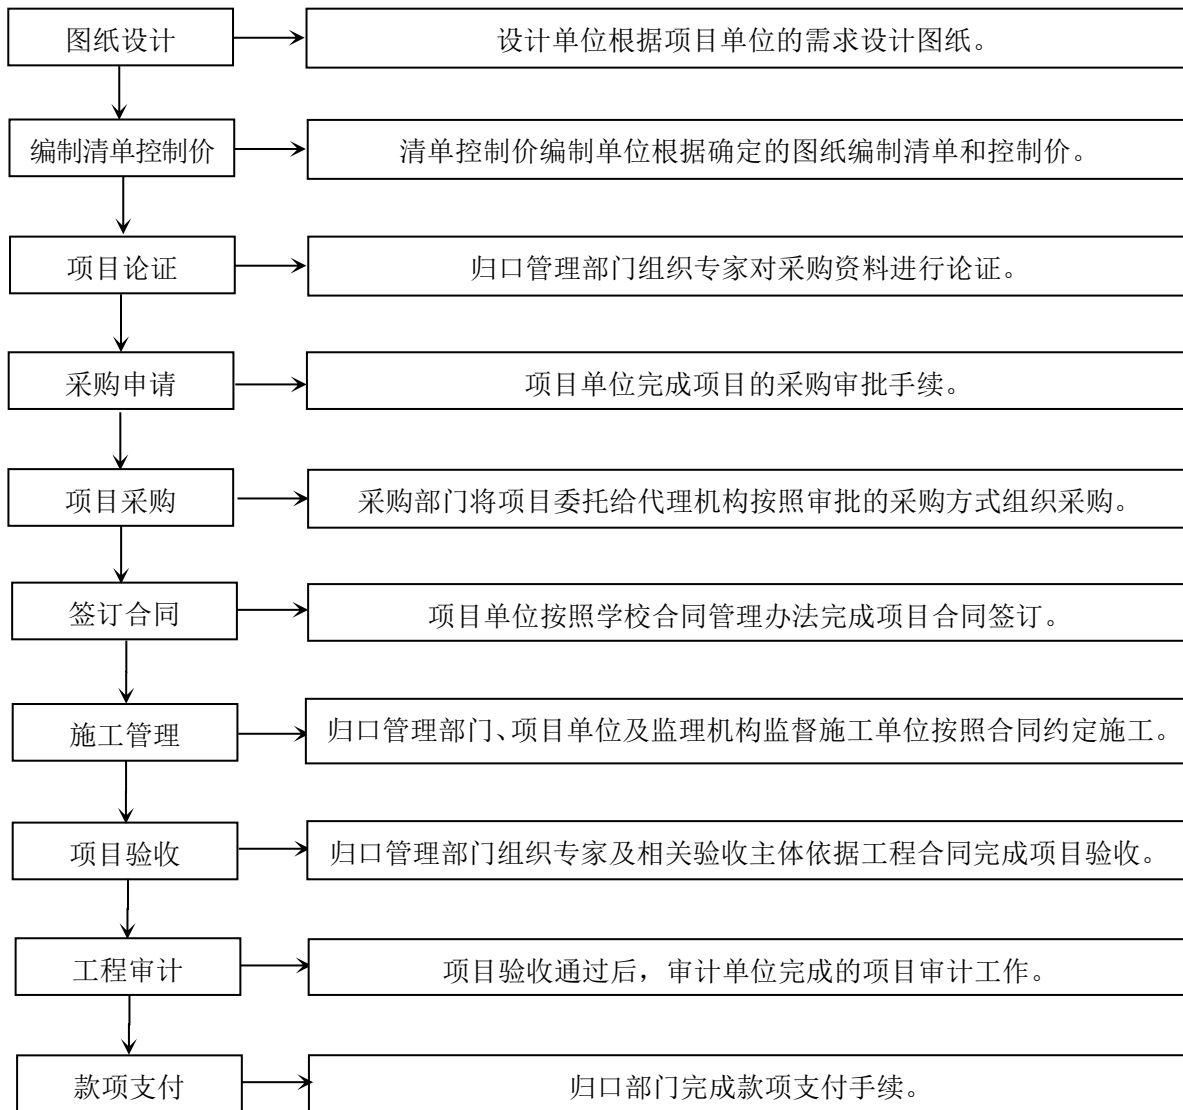 图纸设计
设计单位根据项目单位的需求设计图纸。
编制清单控制价
清单控制价编制单位根据确定的图纸编制清单和控制价。
项目论证
归口管理部门组织专家对采购资料进行论证。
采购申请
项目单位完成项目的采购审批手续。
项目采购
采购部门将项目委托给代理机构按照审批的采购方式组织采购。
签订合同
项目单位按照学校合同管理办法完成项目合同签订。
施工管理
归口管理部门、项目单位及监理机构监督施工单位按照合同约定施工。
项目验收
归口管理部门组织专家及相关验收主体依据工程合同完成项目验收。
工程审计
项目验收通过后，审计单位完成的项目审计工作。
款项支付
归口部门完成款项支付手续。